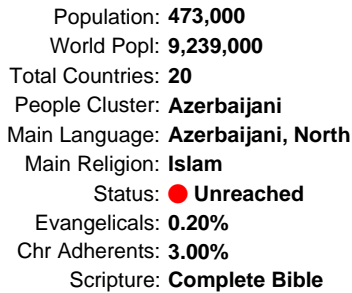 Population: 473,000
World Popl: 9,239,000
Total Countries: 20
People Cluster: Azerbaijani
Main Language: Azerbaijani, North
Main Religion: Islam
Status: Unreached
Evangelicals: 0.20%
Chr Adherents: 3.00%
Scripture: Complete Bible